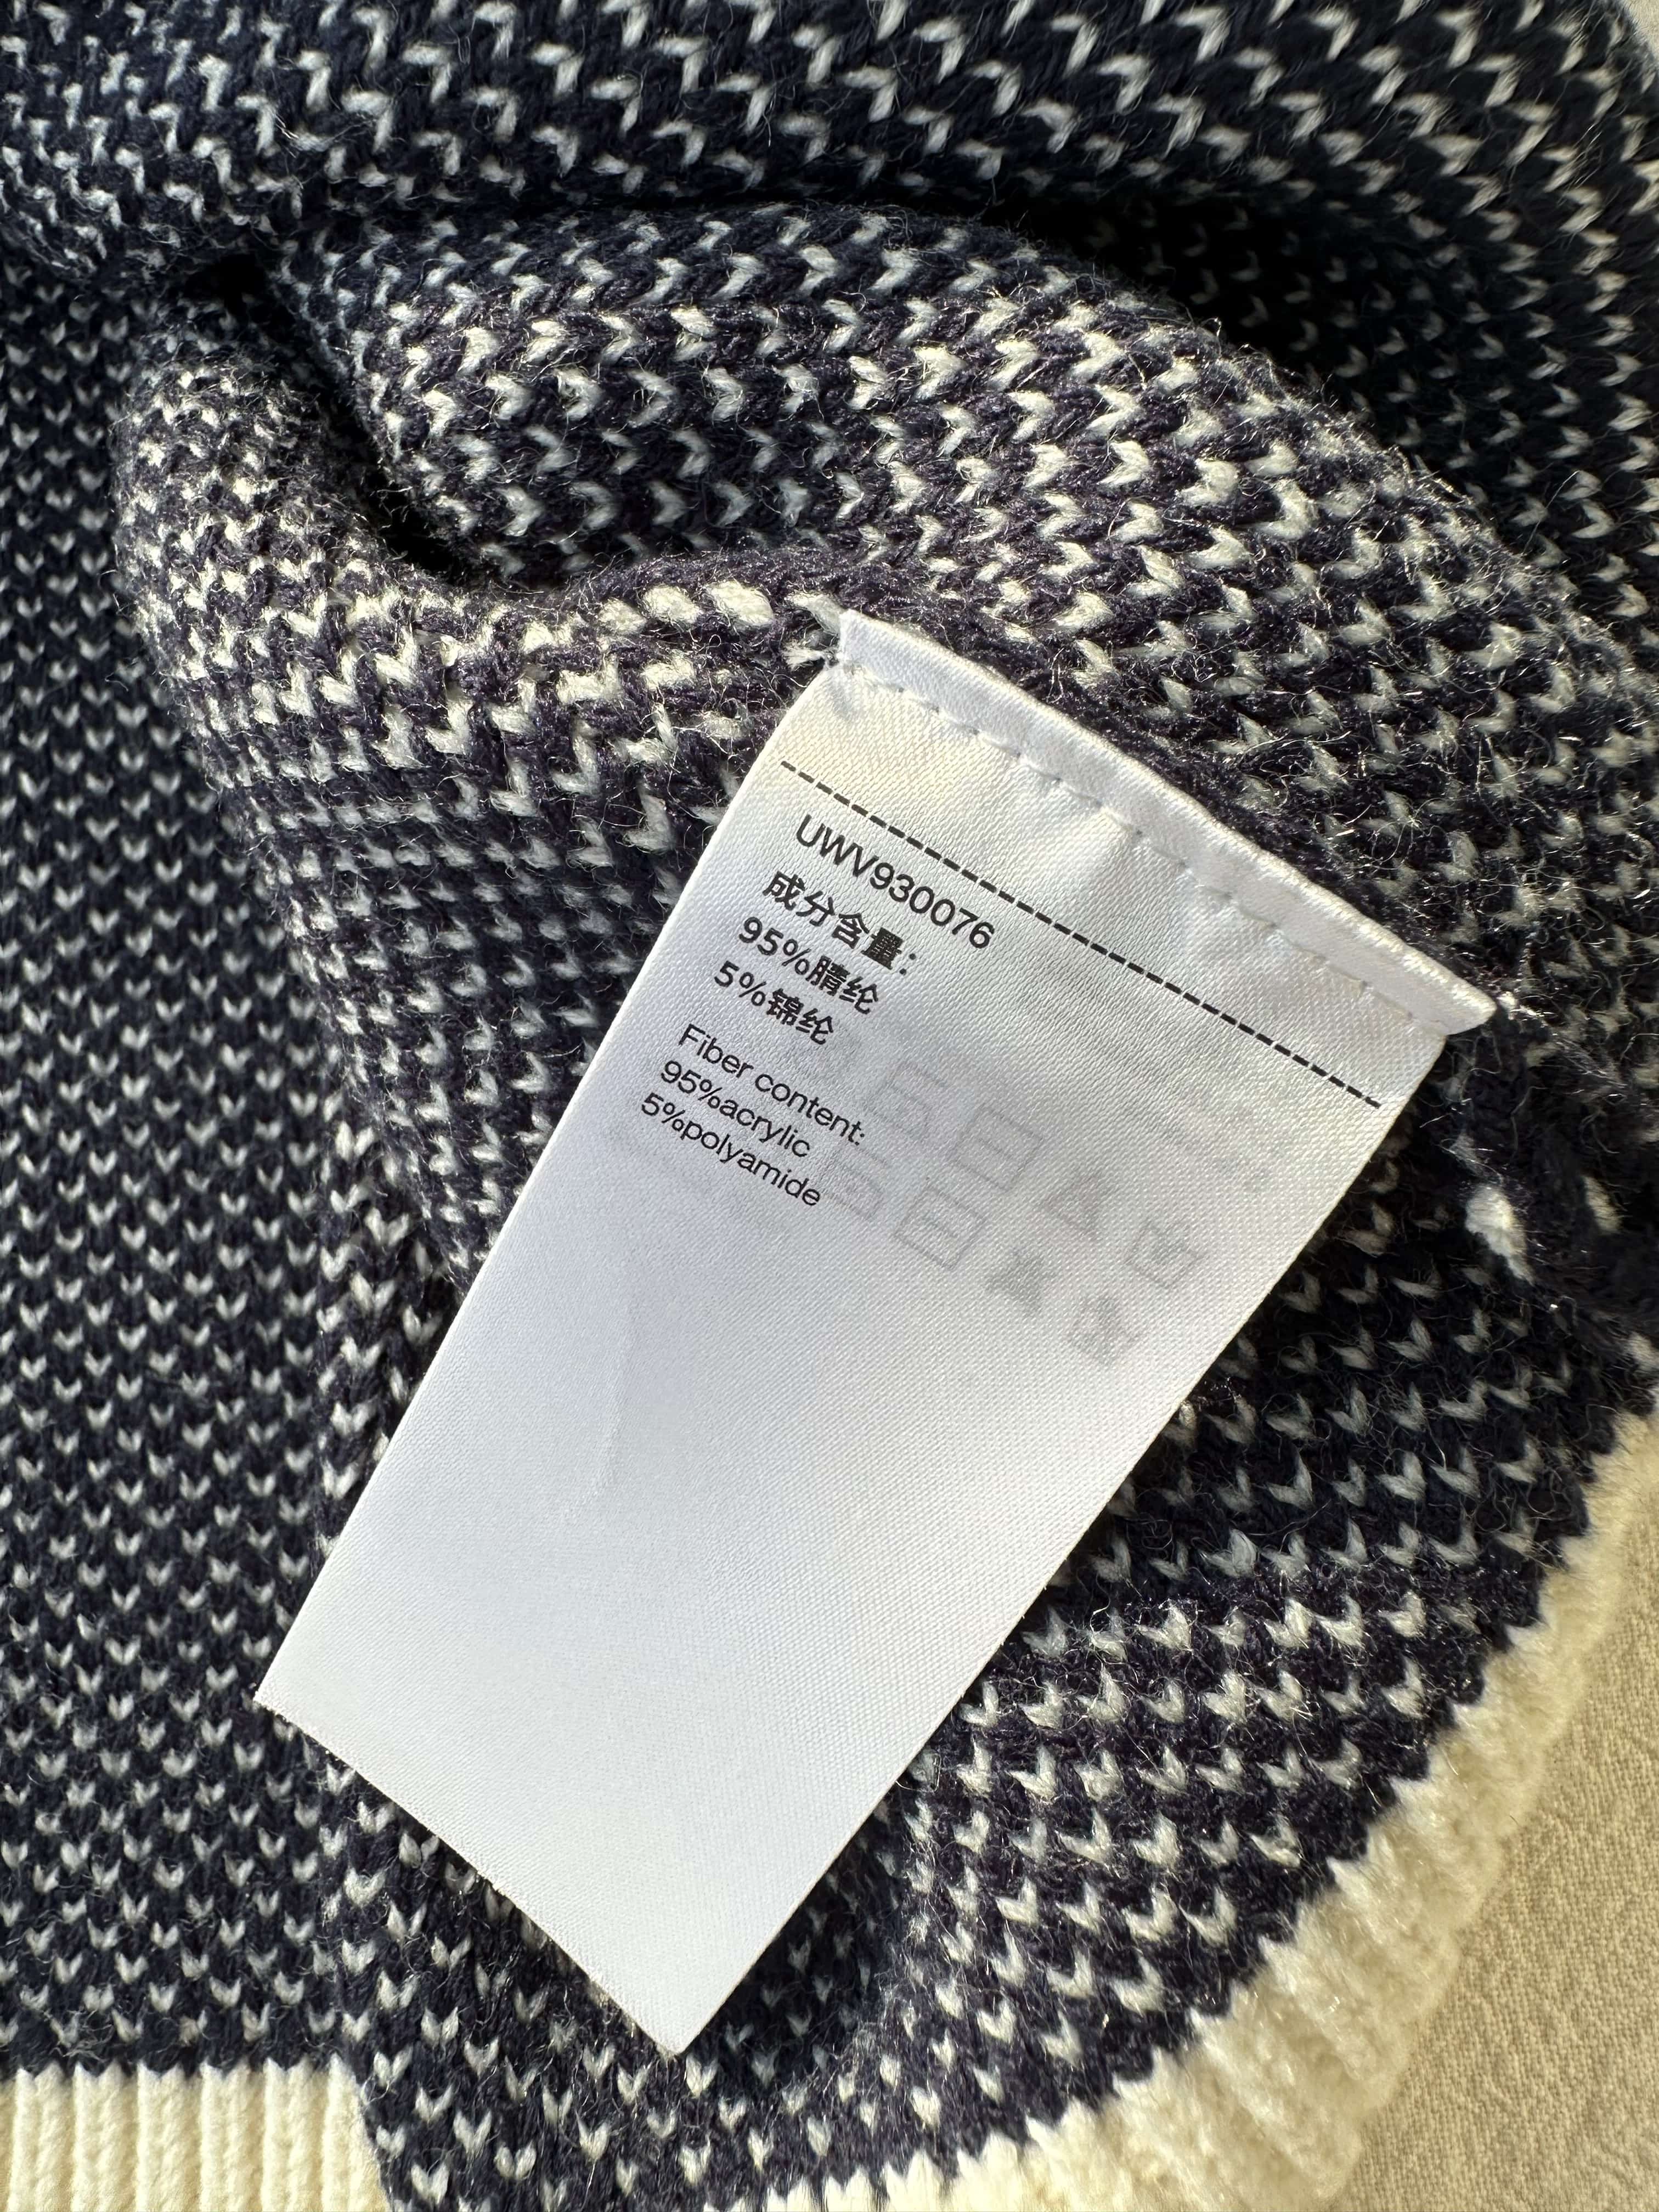 UWV930076
成分含量：
95%腈纶
5%锦纶
Fiber content:
95%acrylic
5%polyamide